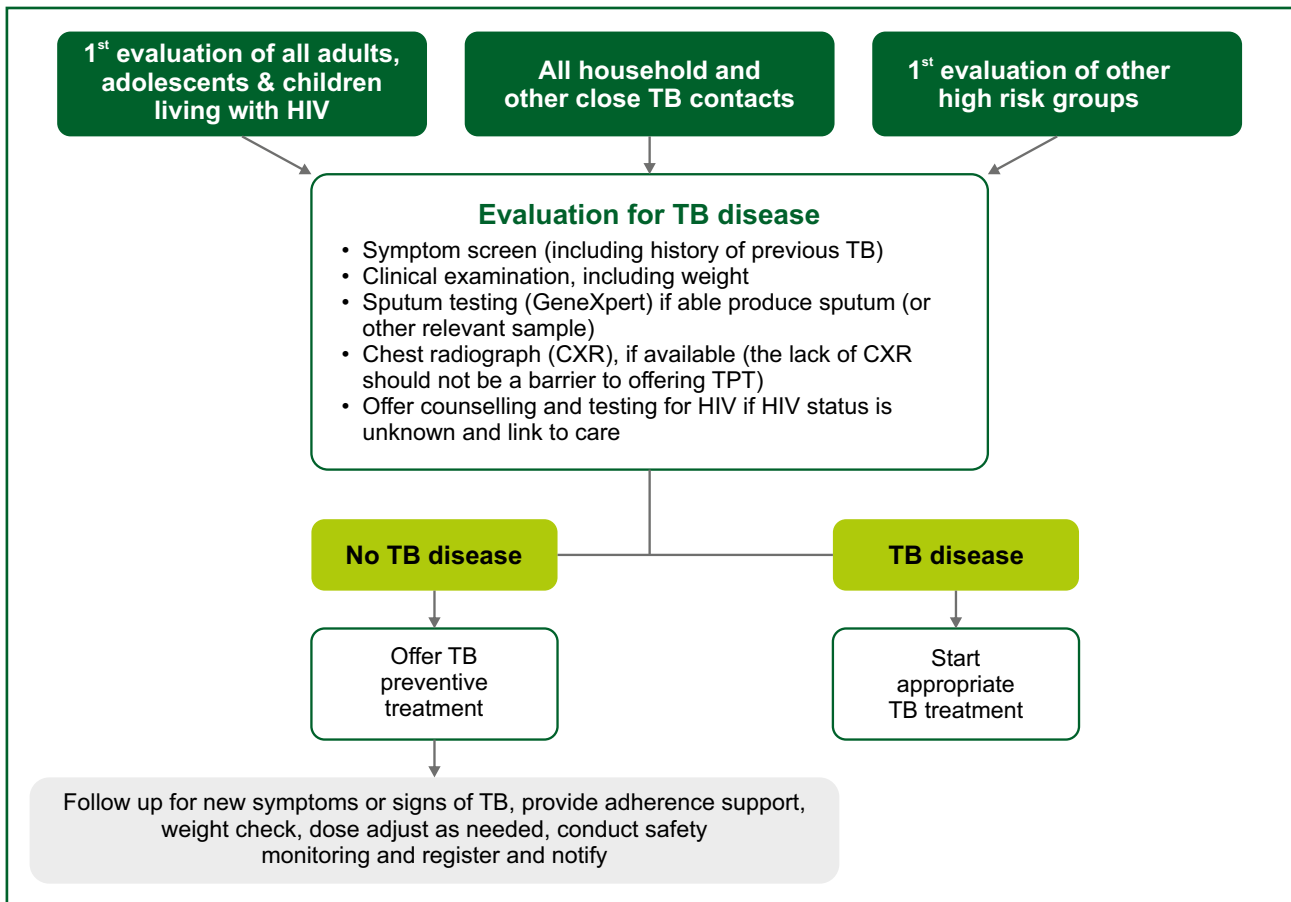 1st evaluation of all adults,
adolescents & children
living with HIV
All household and
other close TB contacts
1st evaluation of other
high risk groups
Evaluation for TB disease
• Symptom screen (including history of previous TB)
• Clinical examination, including weight
• Sputum testing (GeneXpert) if able produce sputum (or
other relevant sample)
• Chest radiograph (CXR), if available (the lack of CXR
should not be a barrier to offering TPT)
• Offer counselling and testing for HIV if HIV status is
unknown and link to care
No TB disease
TB disease
Offer TB
preventive
treatment
Start
appropriate
TB treatment
Follow up for new symptoms or signs of TB, provide adherence support,
weight check, dose adjust as needed, conduct safety
monitoring and register and notify